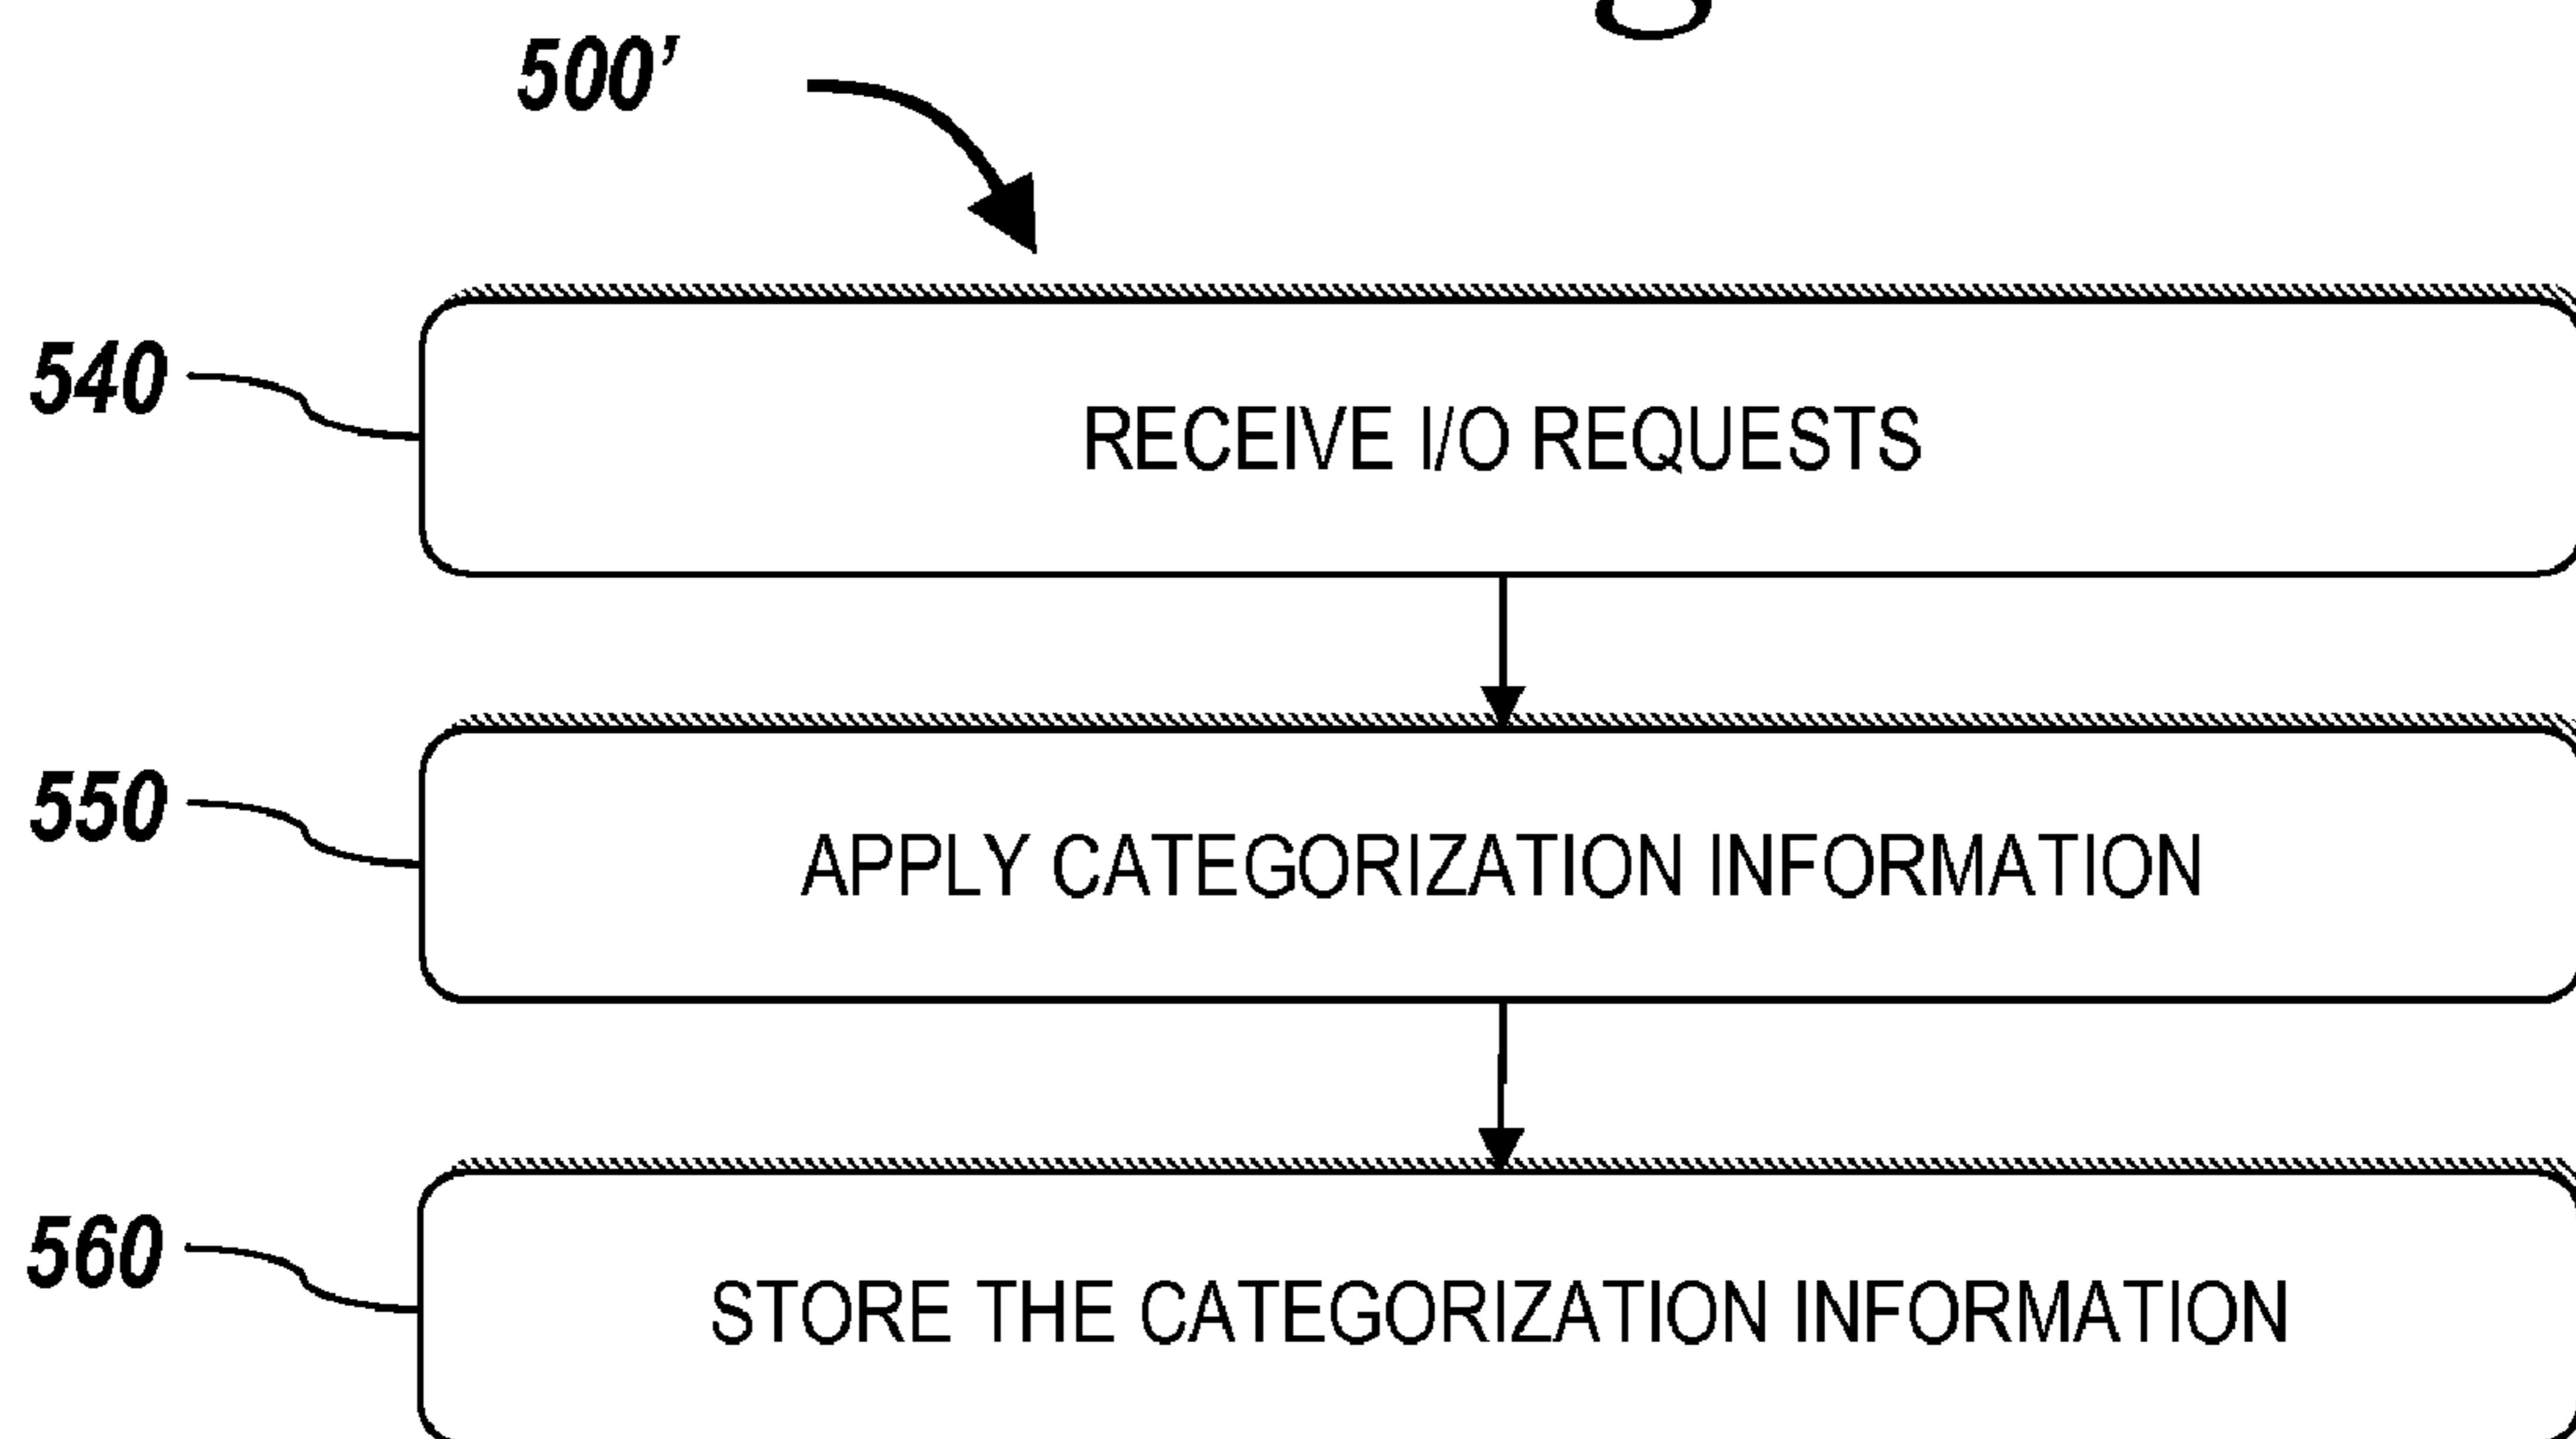 500’
540
RECEIVE I/O REQUESTS
550
APPLY CATEGORIZATION INFORMATION
560
STORE THE CATEGORIZATION INFORMATION